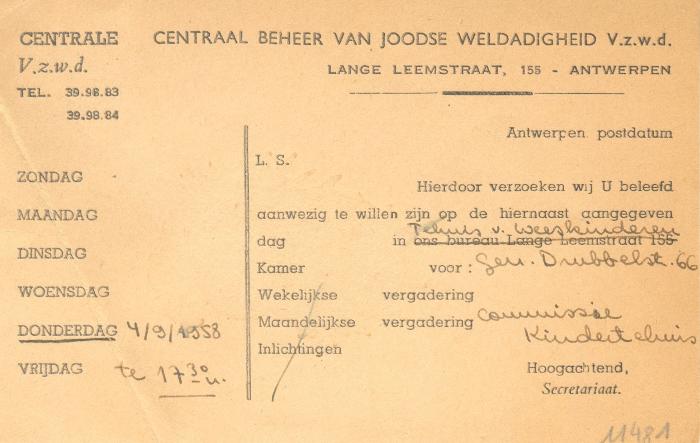 CENTRALE
V.z.w.d.
TEL. 39.98.83
39.98.84
CENTRAAL BEHEER VAN JOODSE WELDADIGHEID V.z.w.d.
LANGE LEEMSTRAAT, 155 - ANTWERPEN
Antwerpen postdatum
ZONDAG
MAANDAG
DINSDAG
WOENSDAG
DONDERDAG 4/9/1958
VRIJDAG te 17 30 u.
L. S.
Hierdoor verzoeken wij U beleefd
aanwezig te willen zijn op de hiernaast aangegeven
Tehuis v. Weeskinderen
dag in ons bureau Lange Leemstraat 155
Kamer voor : Gen. Drubbelstr. 66
Wekelijkse vergadering
Maandelijkse vergadering Commissie
Kindertehuis
Inlichtingen
Hoogachtend,
Secretariaat.
11481